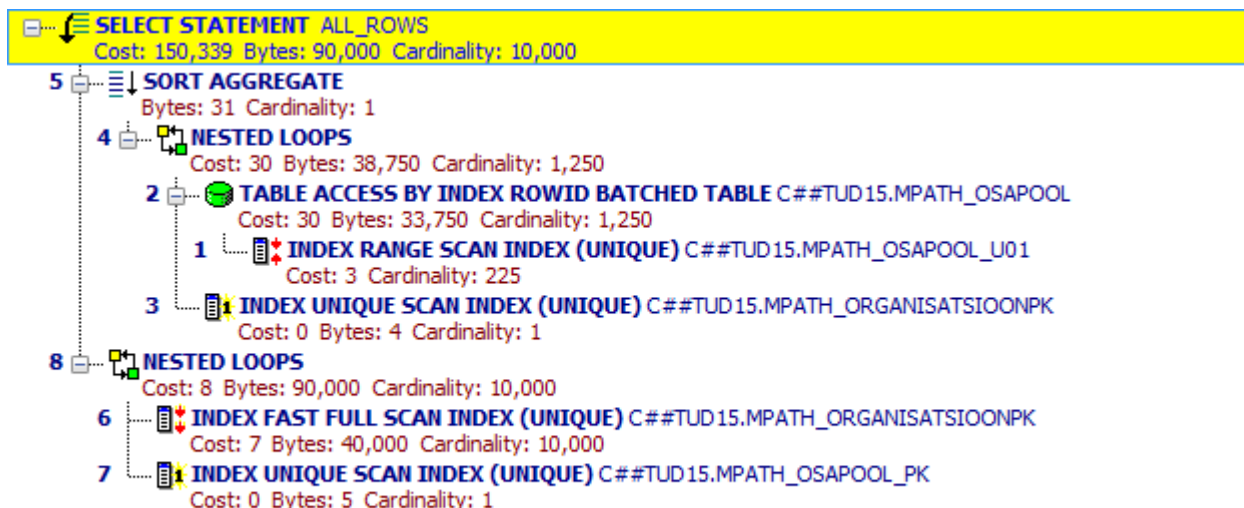 SELECT STATEMENT ALL_ROWS
Cost: 150,339 Bytes: 90,000 Cardinality: 10,000
5 SORT AGGREGATE
Bytes: 31 Cardinality: 1
4 NESTED LOOPS
Cost: 30 Bytes: 38,750 Cardinality: 1,250
2 TABLE ACCESS BY INDEX ROWID BATCHED TABLE C##TUD15.MPATH_OSAPOOL
Cost: 30 Bytes: 33,750 Cardinality: 1,250
1 INDEX RANGE SCAN INDEX (UNIQUE) C##TUD15.MPATH_OSAPOOL_U01
Cost: 3 Cardinality: 225
3 INDEX UNIQUE SCAN INDEX (UNIQUE) C##TUD15.MPATH_ORGANISATSIOONPK
Cost: 0 Bytes: 4 Cardinality: 1
8 NESTED LOOPS
Cost: 8 Bytes: 90,000 Cardinality: 10,000
6 INDEX FAST FULL SCAN INDEX (UNIQUE) C##TUD15.MPATH_ORGANISATSIOONPK
Cost: 7 Bytes: 40,000 Cardinality: 10,000
7 INDEX UNIQUE SCAN INDEX (UNIQUE) C##TUD15.MPATH_OSAPOOL_PK
Cost: 0 Bytes: 5 Cardinality: 1